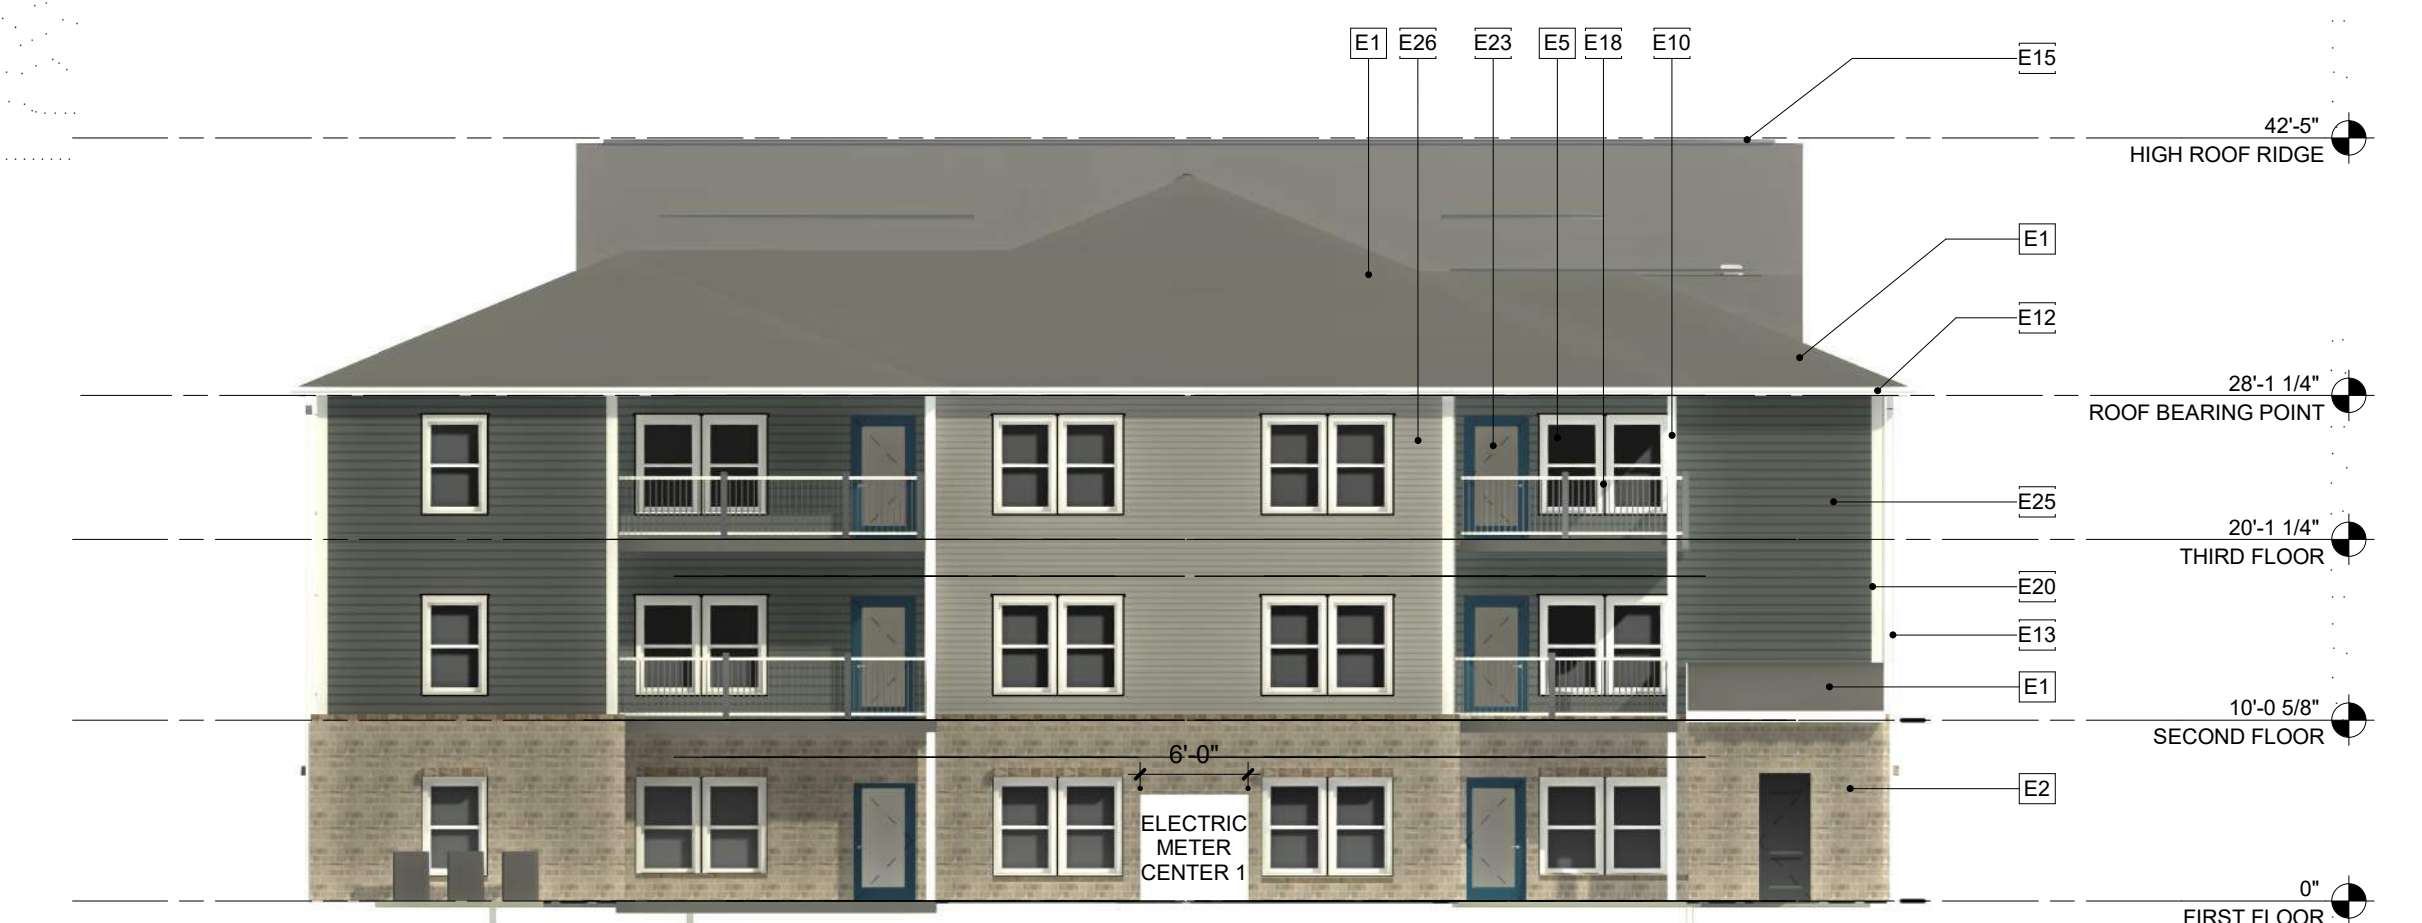 E1 E26 E23 E5 E18 E10
E15
42'-5"
HIGH ROOF RIDGE
E1
E12
28'-1 1/4"
ROOF BEARING POINT
E25
20'-1 1/4"
THIRD FLOOR
E20
E13
E1
10'-0 5/8"
SECOND FLOOR
6'-0"
E2
ELECTRIC
METER
CENTER 1
0"
FIRST FLOOR